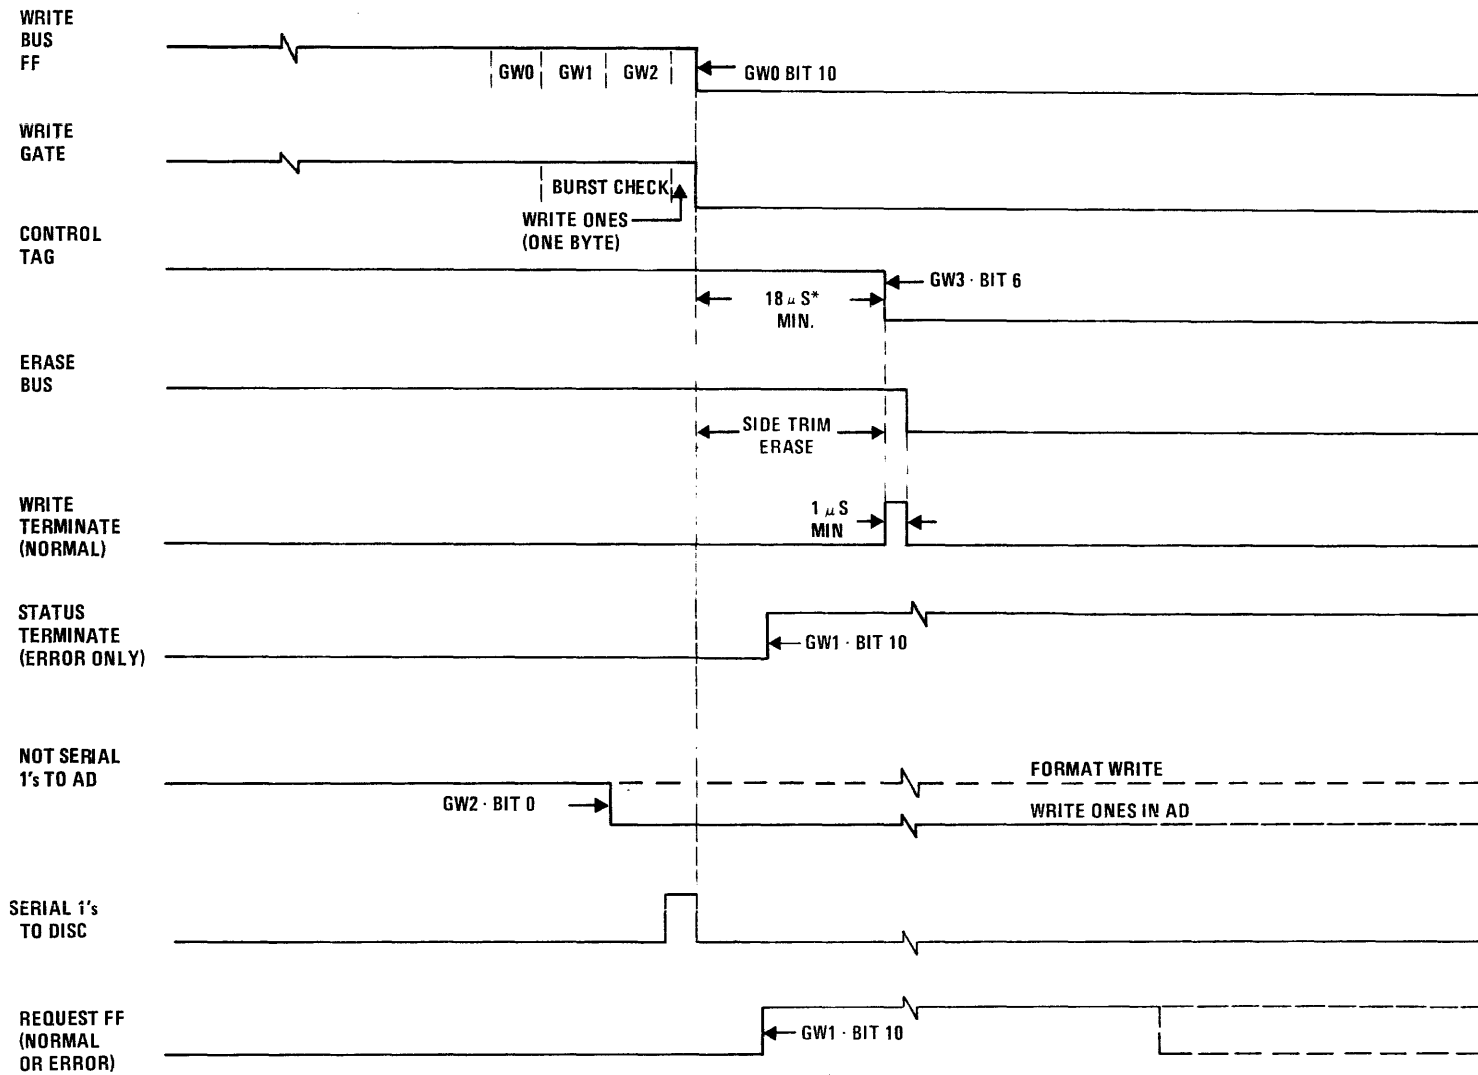 WRITE
BUS
FF
GW0 GW1 GW2
GW0 BIT 10
WRITE
GATE
BURST CHECK
WRITE ONES
(ONE BYTE)
CONTROL
TAG
GW3 · BIT 6
18 μ S*
MIN.
ERASE
BUS
SIDE TRIM
ERASE
WRITE
TERMINATE
(NORMAL)
1 μ S
MIN
STATUS
TERMINATE
(ERROR ONLY)
GW1 · BIT 10
NOT SERIAL
1's TO AD
FORMAT WRITE
GW2 · BIT 0
WRITE ONES IN AD
SERIAL 1's
TO DISC
REQUEST FF
(NORMAL
OR ERROR)
GW1 · BIT 10